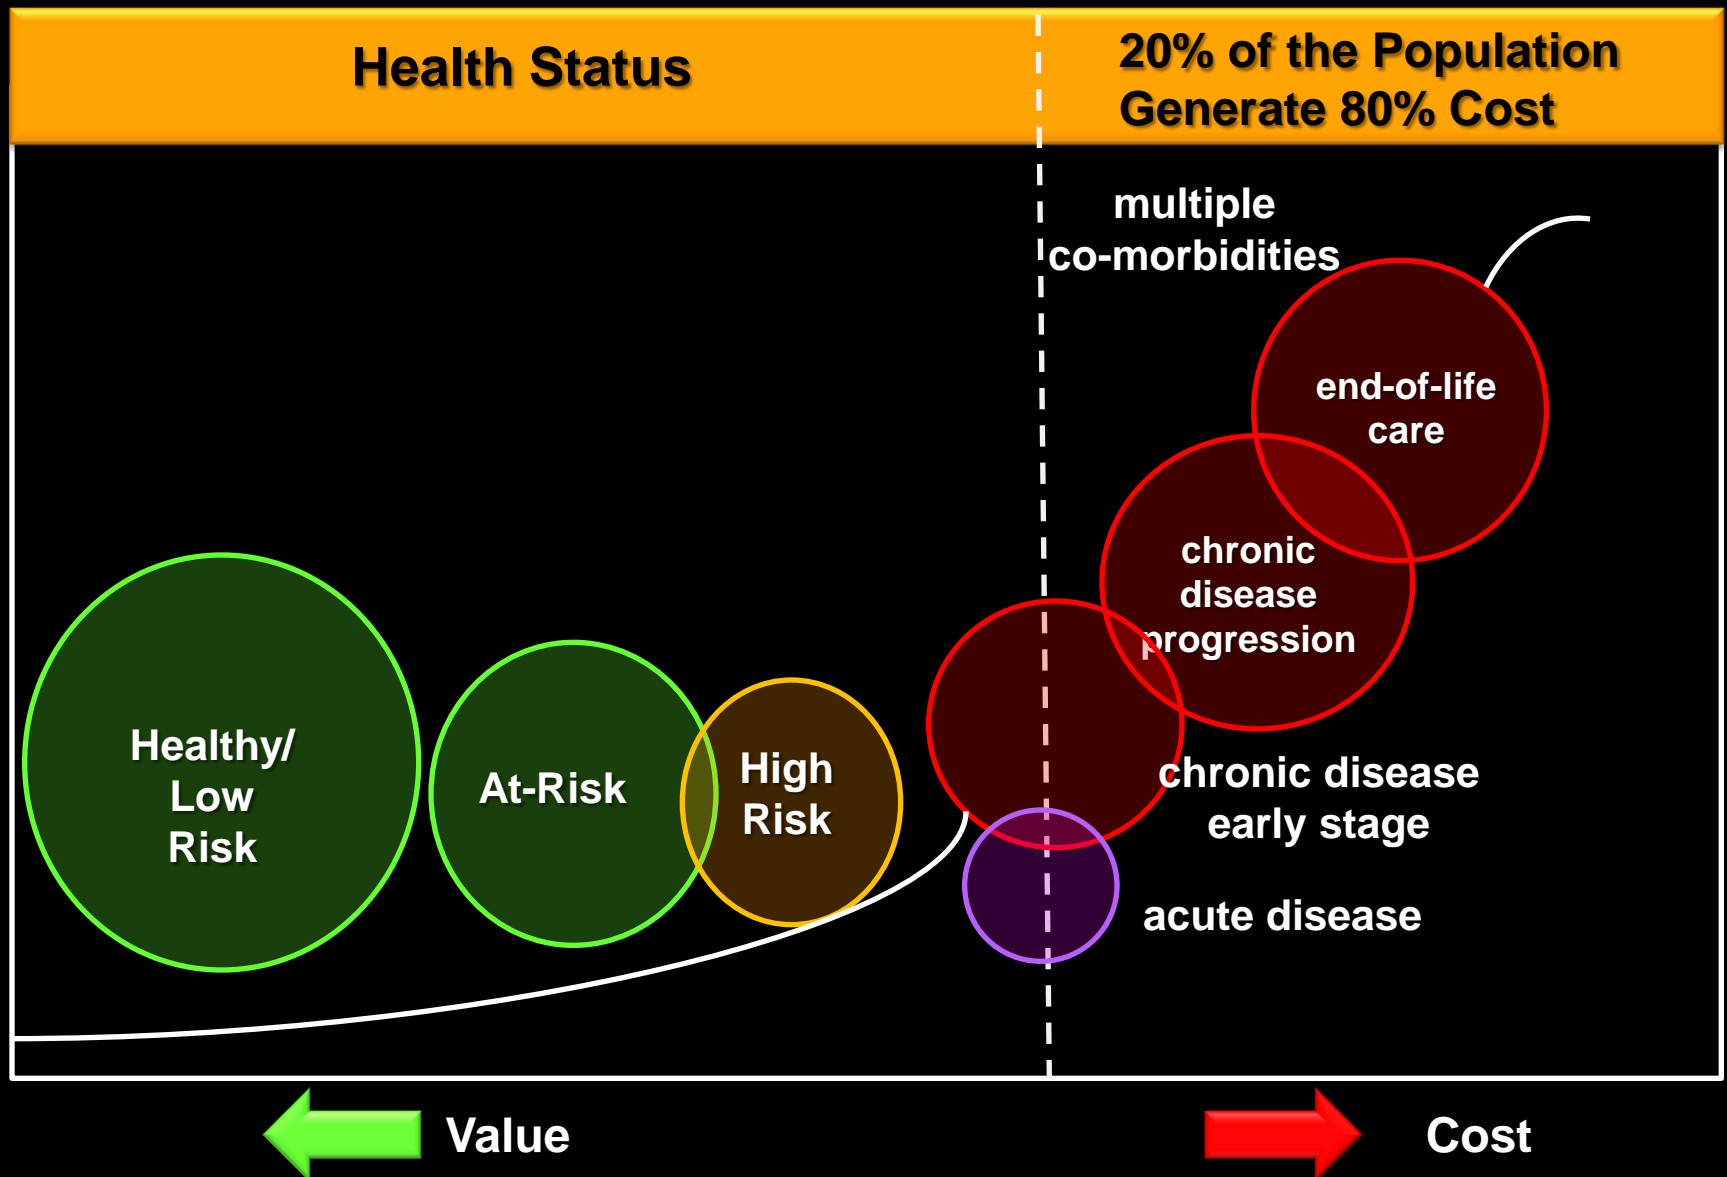 Health Status
20% of the Population
Generate 80% Cost
multiple
co-morbidities
end-of-life
care
chronic
disease
progression
Healthy/
Low
Risk
At-Risk
High
Risk
chronic disease
early stage
acute disease
Value
Cost